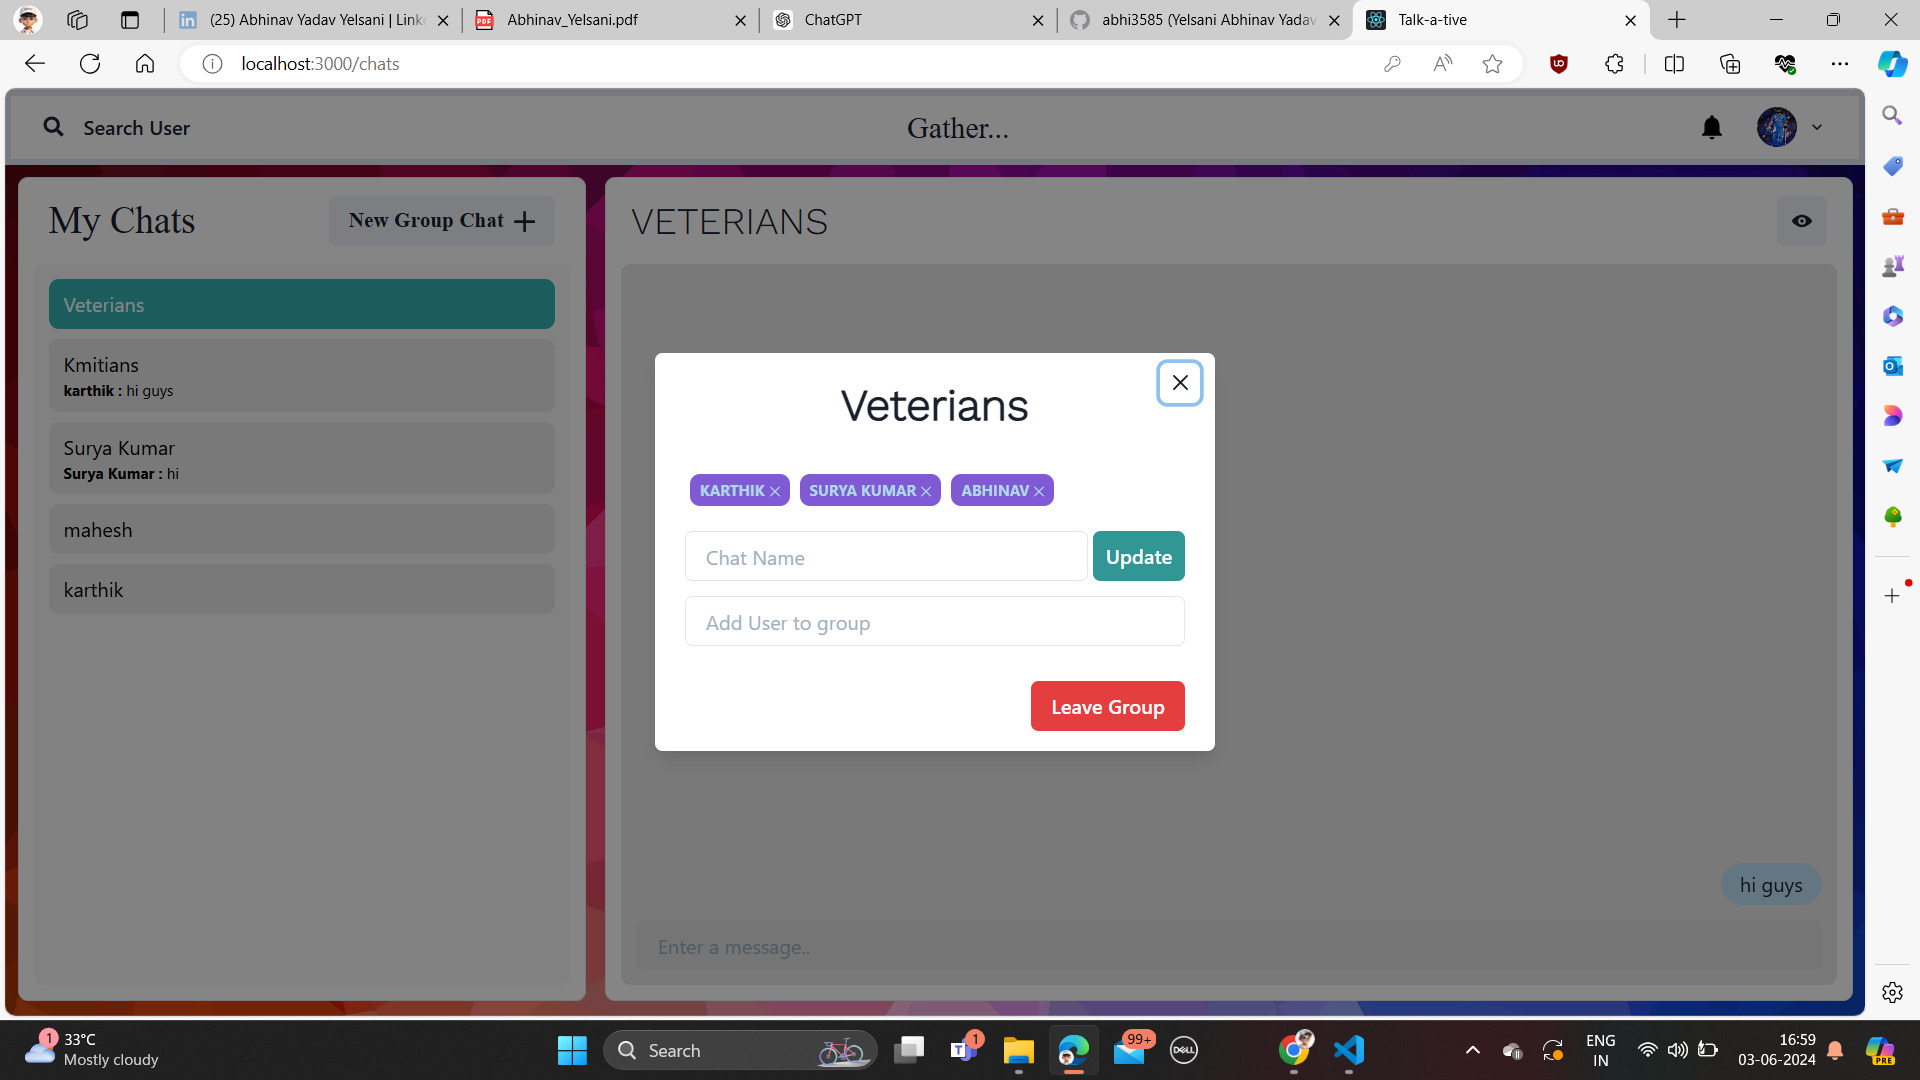 (25) Abhinav Yadav Yelsani | Linke
Abhinav_Yelsani.pdf
ChatGPT
abhi3585 (Yelsani Abhinav Yadav
Talk-a-tive
localhost:3000/chats
Search User
Gather...
My Chats
New Group Chat
VETERIANS
Veterians
Kmitians
karthik : hi guys
Surya Kumar
Surya Kumar : hi
mahesh
karthik
Veterians
KARTHIK
SURYA KUMAR
ABHINAV
Chat Name
Update
Add User to group
Leave Group
hi guys
Enter a message..
1
33°C
Mostly cloudy
Search
1
99+
DELL
ENG
IN
16:59
03-06-2024
PRE